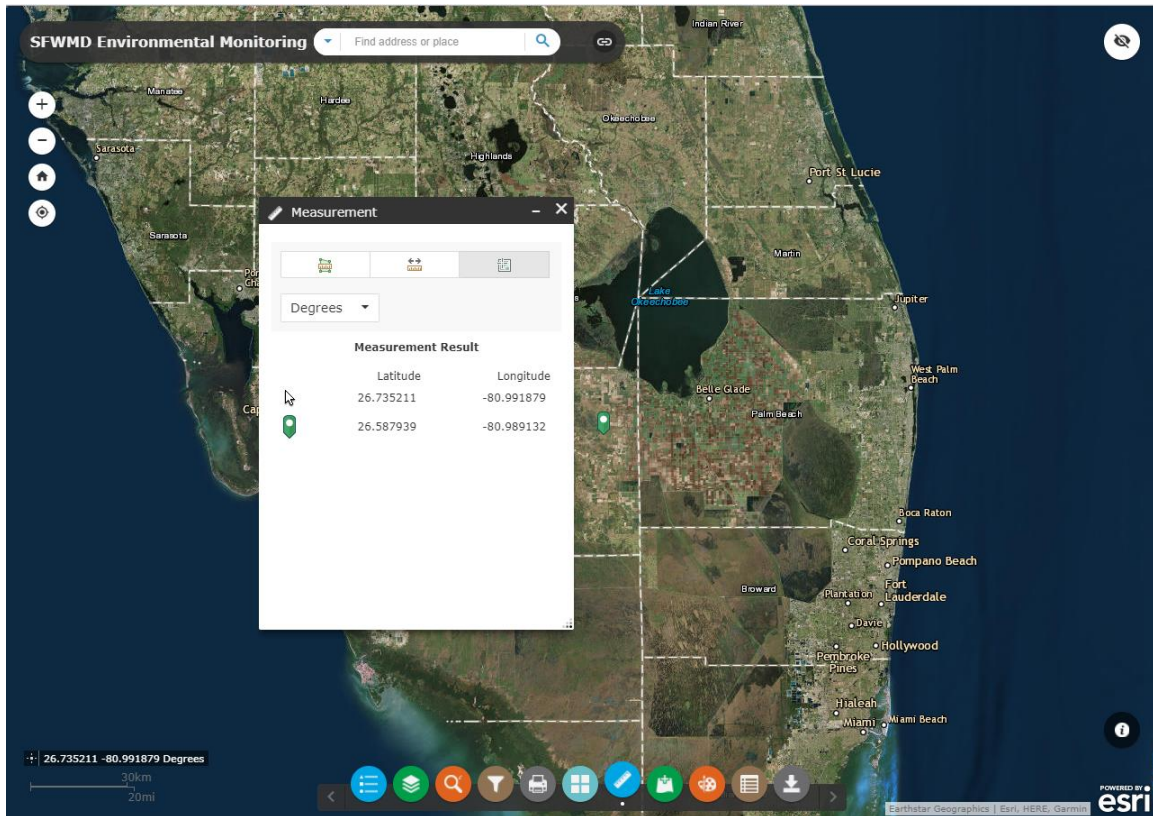 Indian River
SFWMD Environmental Monitoring
Find address or place
Manatee
Hardee
Okeechobee
Sarasota
Highlands
Port St Lucie
Measurement
Sarasota
Martin
Por
Cha
Lake
Okeechobee
s
Degrees
Jupiter
Measurement Result
Latitude Longitude
26.735211 -80.991879
26.587939 -80.989132
West Palm
Beach
Belle Glade
Cap
Palm Beach
Boca Raton
Coral Springs
Pompano Beach
Broward
Fort
Lauderdale
Plantation
Davie
Hollywood
Pembroke
Pines
Hialeah
Miami
Miami Beach
26.735211 -80.991879 Degrees
30km
20mi
Earthstar Geographics | Esri, HERE, Garmin
POWERED BY
esri